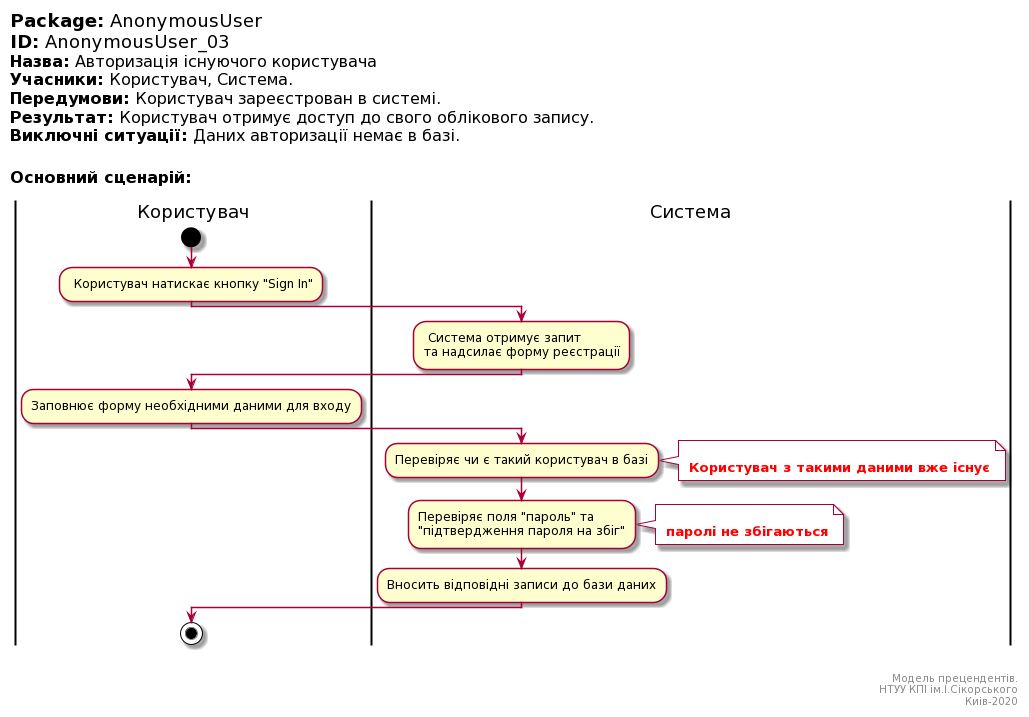 Package: AnonymousUser
ID: AnonymousUser_03
Назва: Авторизація існуючого користувача
Учасники: Користувач, Система.
Передумови: Користувач зареєстрован в системі.
Результат: Користувач отримує доступ до свого облікового запису.
Виключні ситуації: Даних авторизації немає в базі.
Основний сценарій:
Користувач
Система
Користувач натискає кнопку "Sign In"
Система отримує запит
та надсилає форму реєстрації
Заповнює форму необхідними даними для входу
Перевіряє чи є такий користувач в базі
Користувач з такими даними вже існує
Перевіряє поля "пароль" та
"підтвердження пароля на збіг"
паролі не збігаються
Вносить відповідні записи до бази даних
Модель прецендентів.
НТУУ КПІ ім.І.Сікорського
Киів-2020